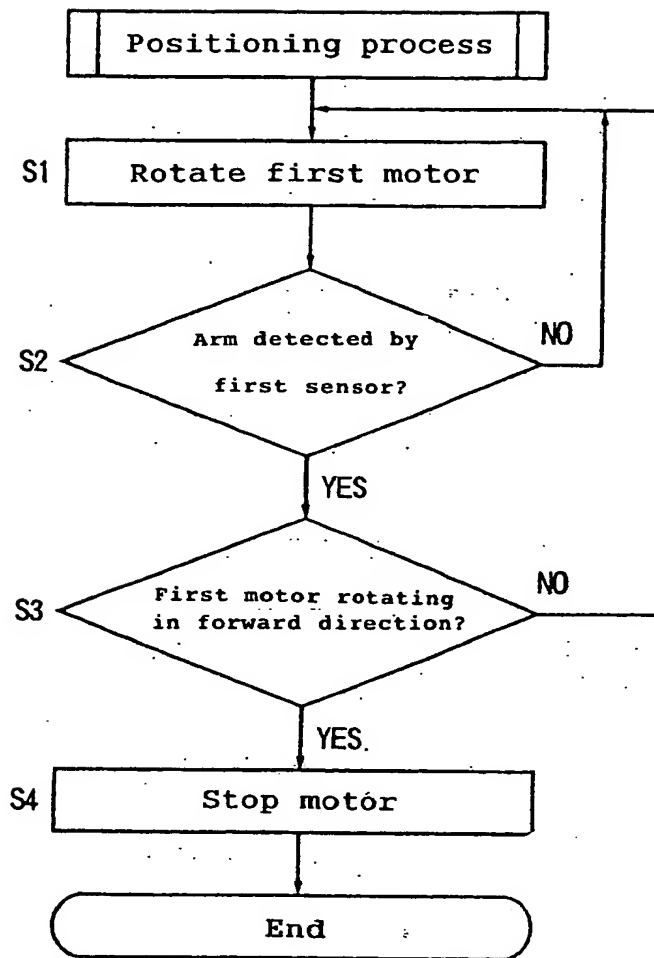 Positioning process
S1
Rotate first motor
S2
Arm detected by
first sensor?
NO
YES
S3
First motor rotating
in forward direction?
NO
YES.
S4
Stop motor
End